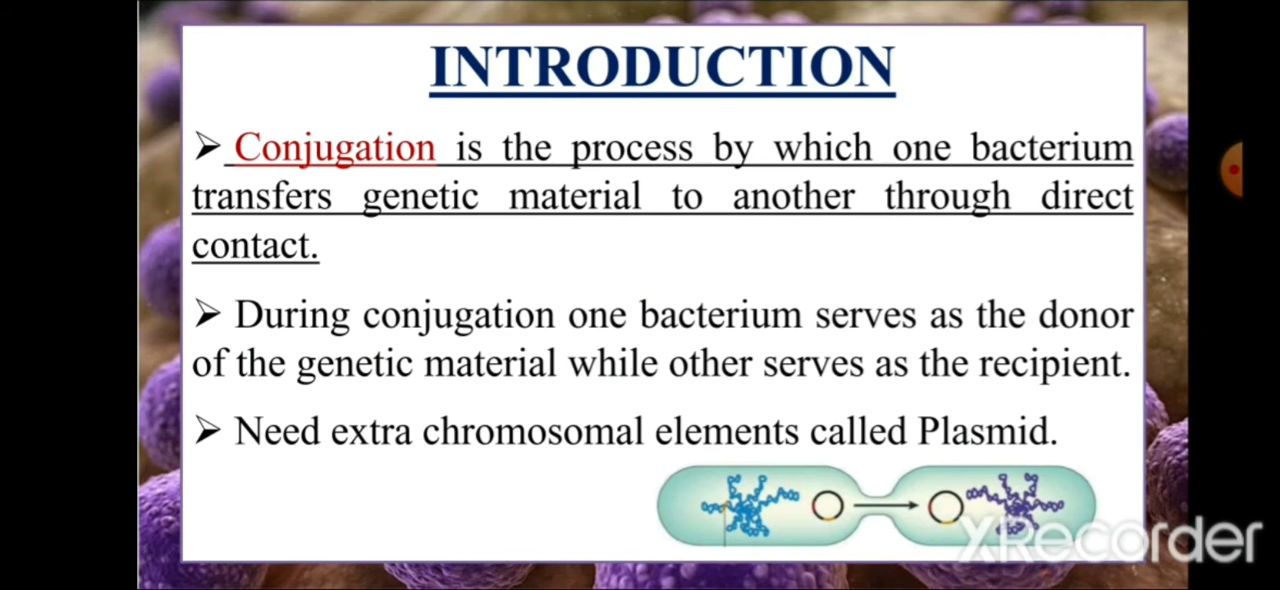 INTRODUCTION
➢ Conjugation is the process by which one bacterium
transfers genetic material to another through direct
contact.
➢ During conjugation one bacterium serves as the donor
of the genetic material while other serves as the recipient.
➢ Need extra chromosomal elements called Plasmid.
XRecorder